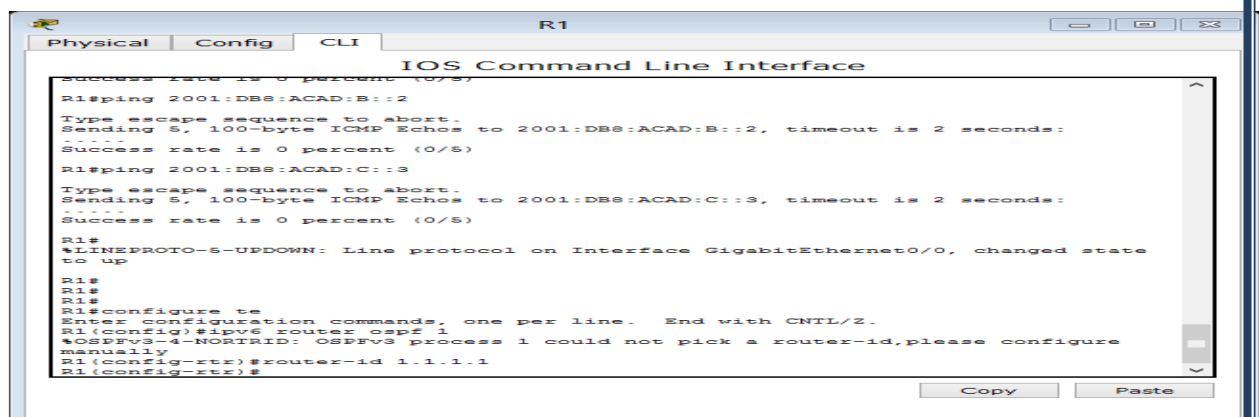 R1
Physical Config CLI
IOS Command Line Interface
Success rate is 0 percent (0/5)
R1#ping 2001:DB8:ACAD:B::2
Type escape sequence to abort.
Sending 5, 100-byte ICMP Echos to 2001:DB8:ACAD:B::2, timeout is 2 seconds:
.....
Success rate is 0 percent (0/5)
R1#ping 2001:DB8:ACAD:C::3
Type escape sequence to abort.
Sending 5, 100-byte ICMP Echos to 2001:DB8:ACAD:C::3, timeout is 2 seconds:
.....
Success rate is 0 percent (0/5)
R1#
%LINEPROTO-5-UPDOWN: Line protocol on Interface GigabitEthernet0/0, changed state
to up
R1#
R1#
R1#
R1#configure te
Enter configuration commands, one per line.  End with CNTL/Z.
R1(config)#ipv6 router ospf 1
%OSPFv3-4-NORTRID: OSPFv3 process 1 could not pick a router-id,please configure
manually
R1(config-rtr)#router-id 1.1.1.1
R1(config-rtr)#
Copy Paste